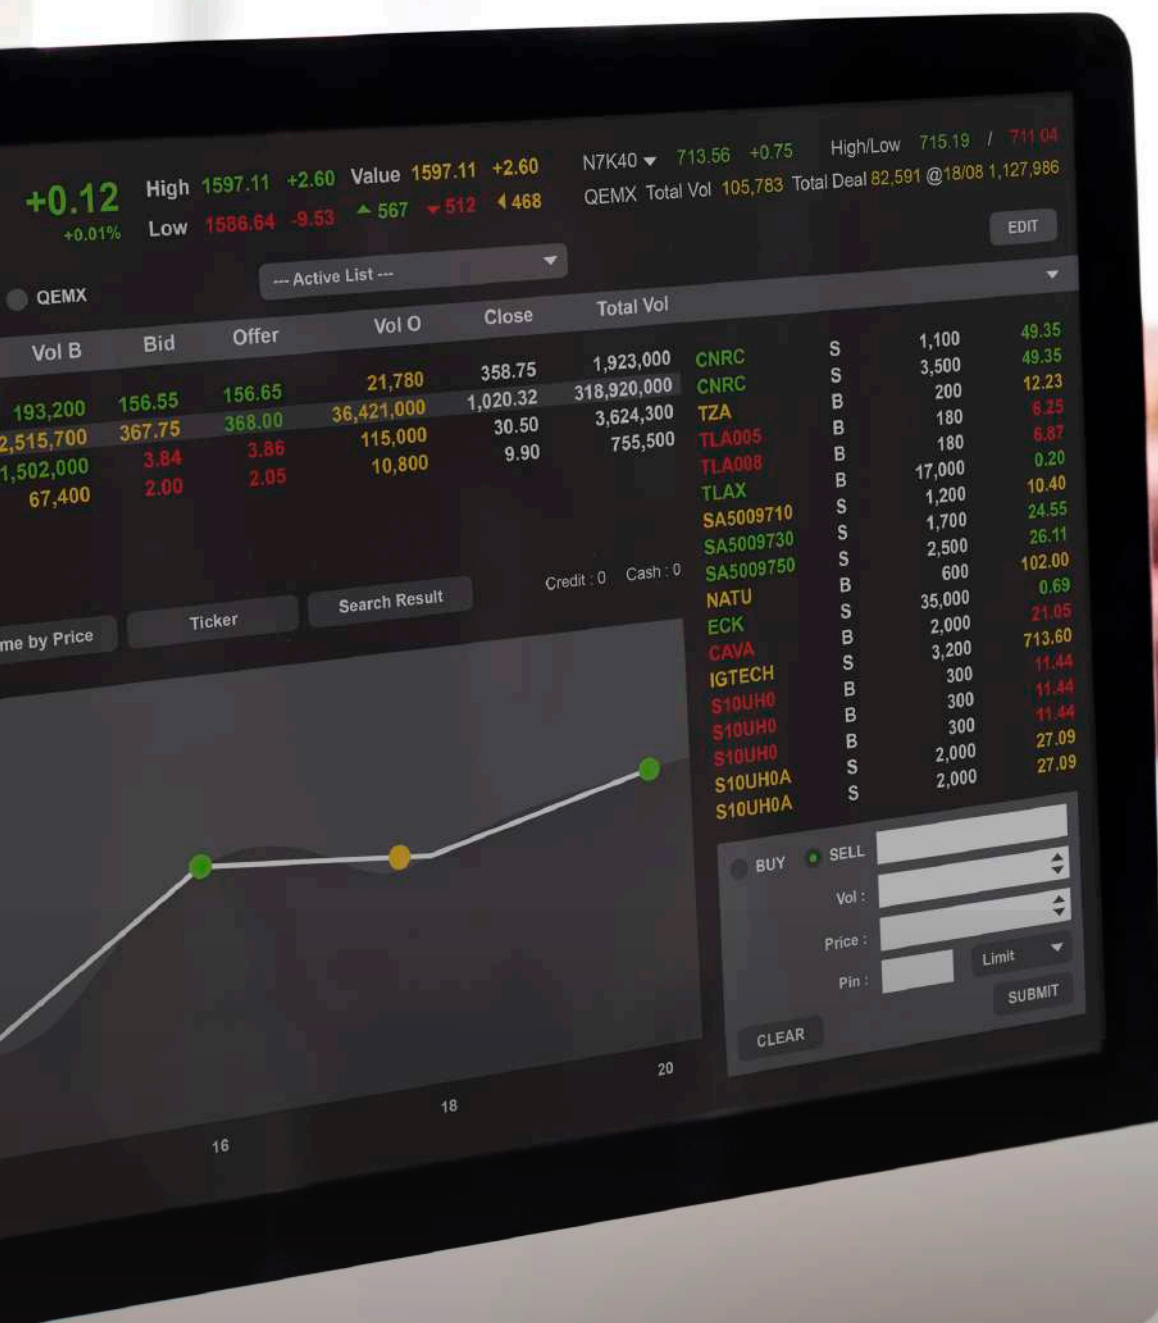 +0.12 High 1597.11 +2.60 Value 1597.11 +2.60 N7K40 713.56 +0.75 High/Low 715.19 / 711.04
+0.01% Low 1586.64 -9.53 567 512 468 QEMX Total Vol 105,783 Total Deal 82,591 @18/08 1,127,986
EDIT
QEMX --- Active List ---
Vol B Bid Offer Vol O Close Total Vol
193,200 156.55 156.65 21,780 358.75 1,923,000
2,515,700 367.75 368.00 36,421,000 1,020.32 318,920,000
1,502,000 3.84 3.86 115,000 30.50 3,624,300
67,400 2.00 2.05 10,800 9.90 755,500
CNRC S 1,100 49.35
CNRC S 3,500 49.35
TZA B 200 12.23
TLA005 B 180 6.25
TLA008 B 180 6.87
TLAX B 17,000 0.20
SA5009710 S 1,200 10.40
SA5009730 S 1,700 24.55
SA5009750 S 2,500 26.11
NATU B 600 102.00
ECK S 35,000 0.69
CAVA B 2,000 21.05
IGTECH S 3,200 713.60
S10UH0 B 300 11.44
S10UH0 B 300 11.44
S10UH0 B 300 11.44
S10UH0A S 2,000 27.09
S10UH0A S 2,000 27.09
Credit : 0 Cash : 0
me by Price Ticker Search Result
16 18 20
BUY SELL
Vol :
Price :
Pin : Limit
SUBMIT
CLEAR